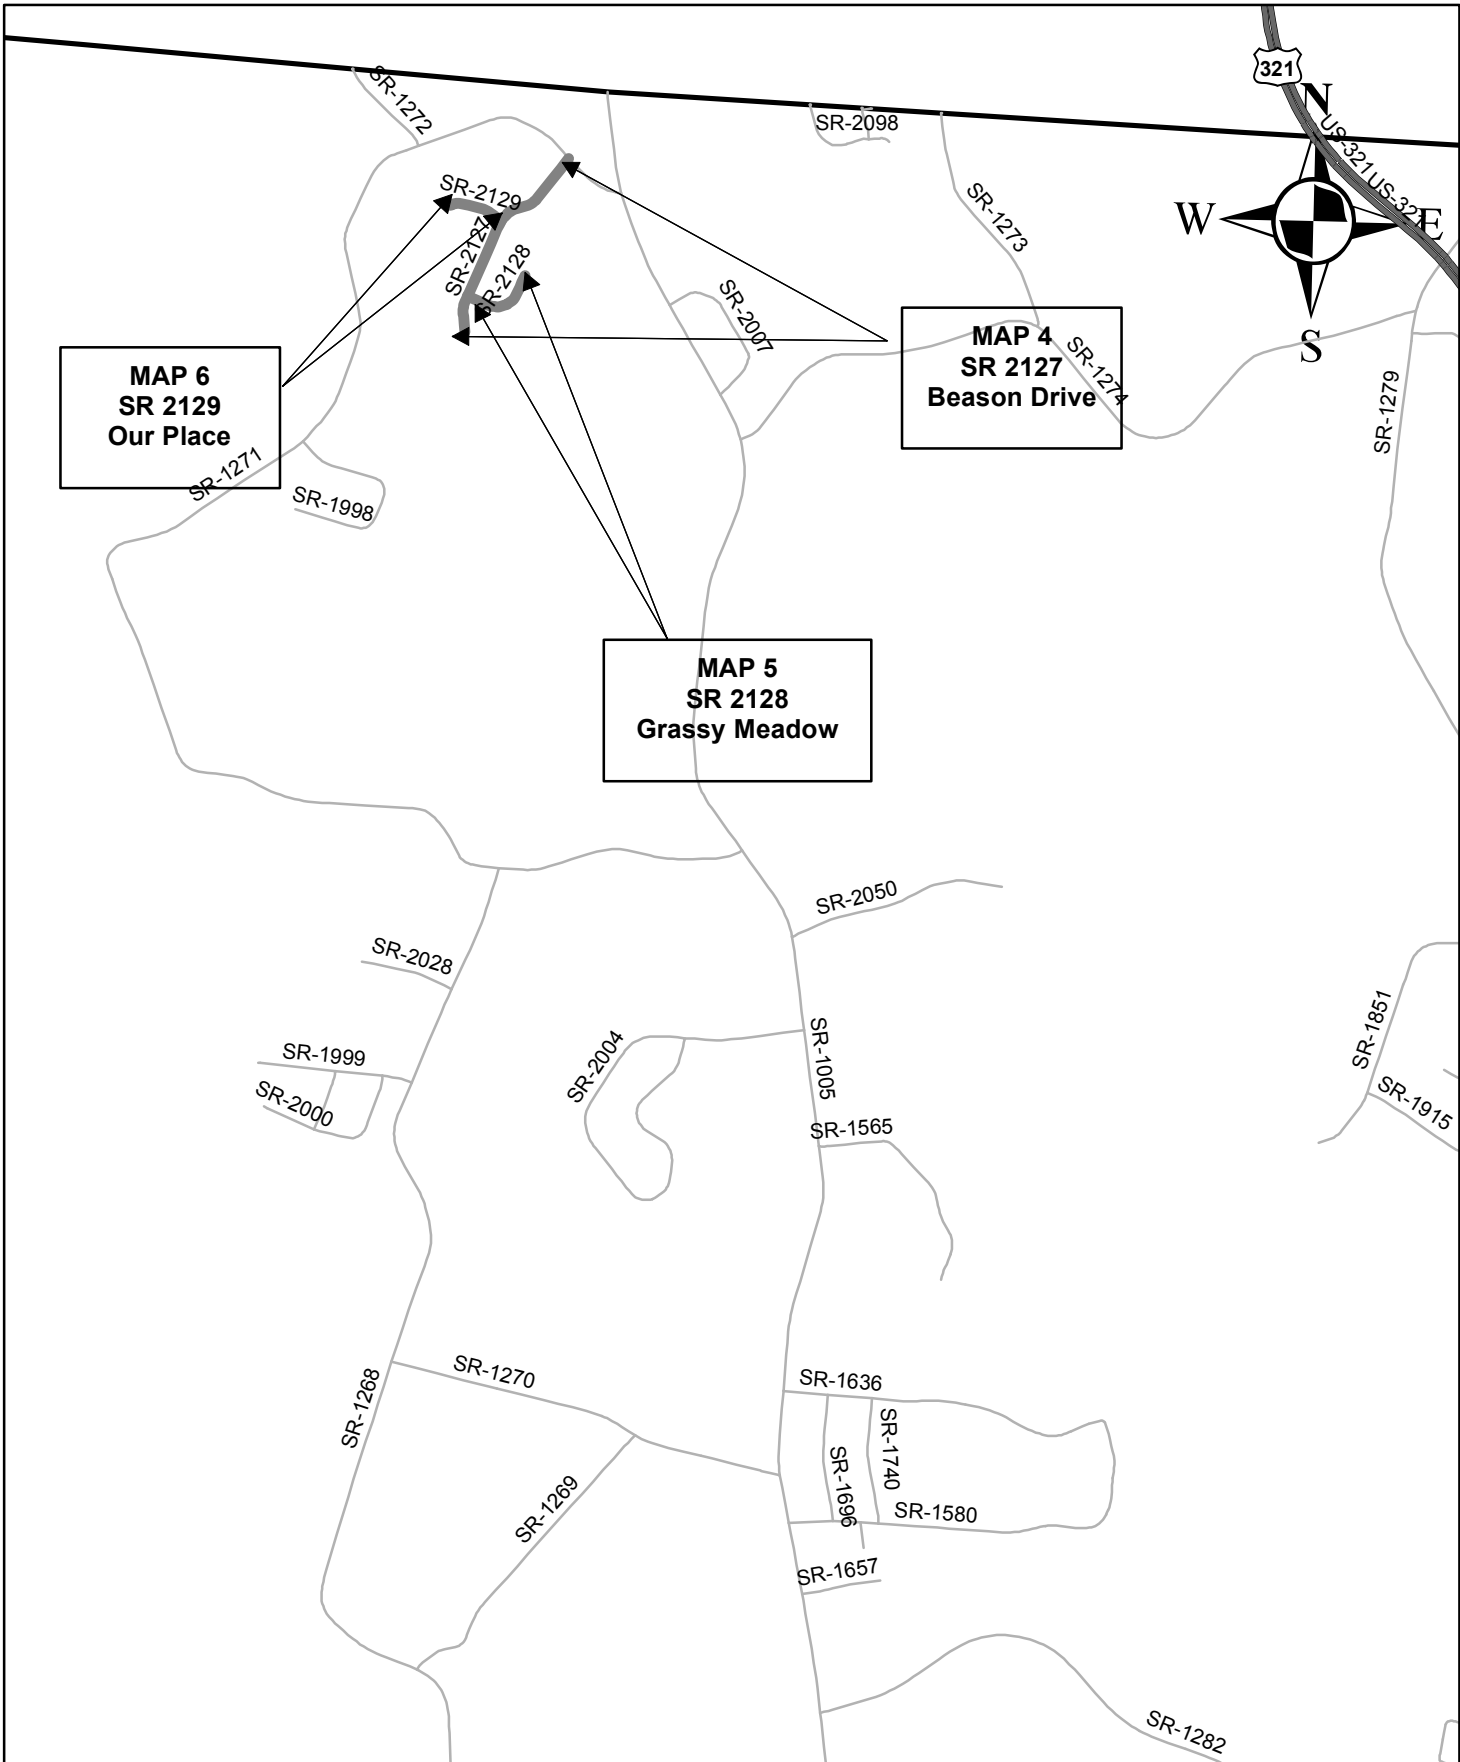 321
N
SR-1272
SR-2098
US-321
US-321
SR-2129
SR-1273
W
E
SR-2127
SR-2128
SR-2007
S
MAP 4
SR 2127
Beason Drive
SR-1274
MAP 6
SR 2129
Our Place
SR-1279
SR-1271
SR-1998
MAP 5
SR 2128
Grassy Meadow
SR-2050
SR-2028
SR-1999
SR-2004
SR-1005
SR-1851
SR-2000
SR-1915
SR-1565
SR-1270
SR-1636
SR-1268
SR-1740
SR-1696
SR-1269
SR-1580
SR-1657
SR-1282